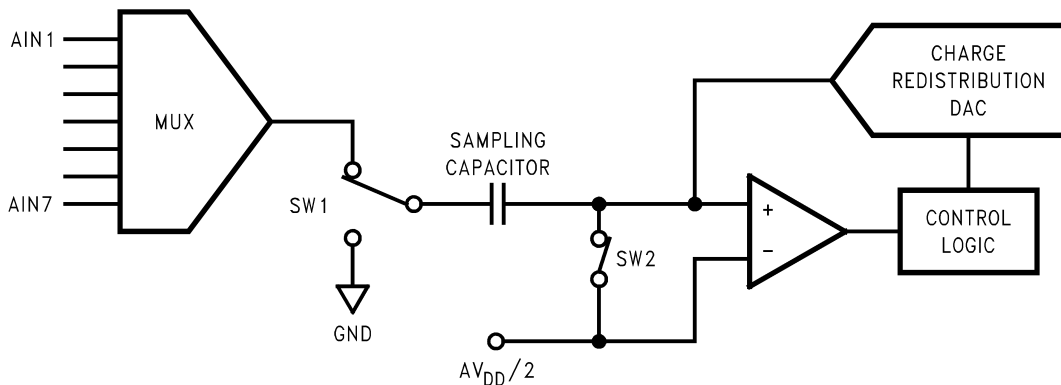 AIN1
AIN7
MUX
SW1
GND
SAMPLING
CAPACITOR
SW2
AVDD/2
+
−
CHARGE
REDISTRIBUTION
DAC
CONTROL
LOGIC